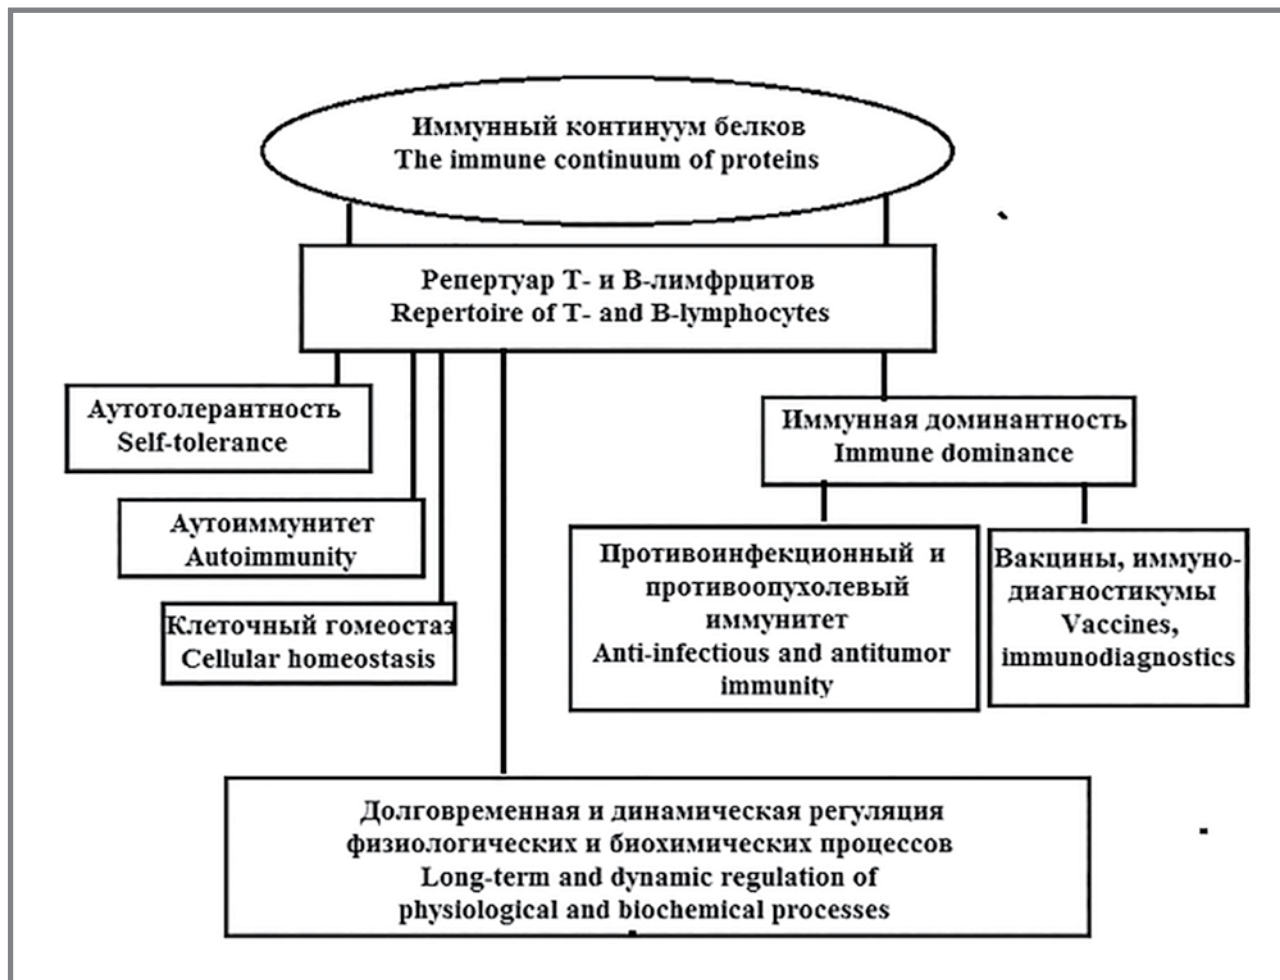 Иммунный континуум белков
The immune continuum of proteins
Репертуар Т- и В-лимфрцитов
Repertoire of T- and B-lymphocytes
Аутотолерантность
Self-tolerance
Аутоиммунитет
Autoimmunity
Клеточный гомеостаз
Cellular homeostasis
Иммунная доминантность
Immune dominance
Противоинфекционный и
противоопухолевый
иммунитет
Anti-infectious and antitumor
immunity
Вакцины, иммуно-
диагностикумы
Vaccines,
immunodiagnostics
Долговременная и динамическая регуляция
физиологических и биохимических процессов
Long-term and dynamic regulation of
physiological and biochemical processes